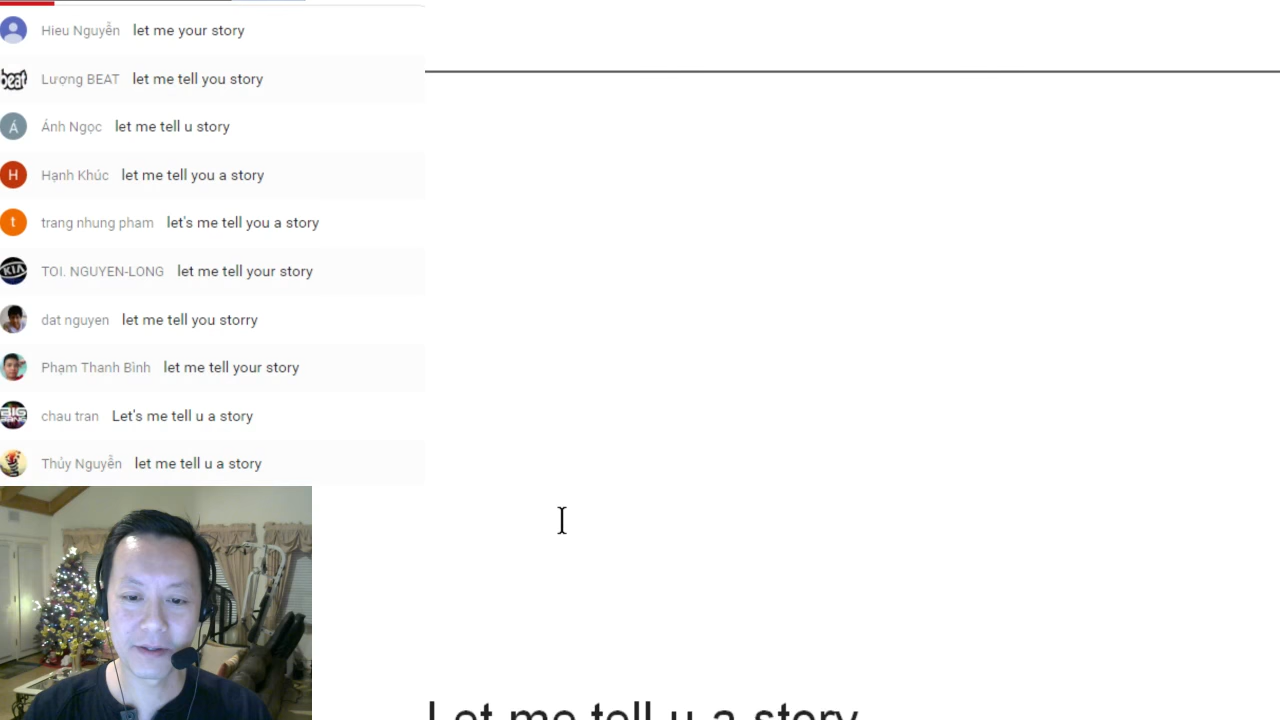 Hieu Nguyễn let me your story
beat Lượng BEAT let me tell you story
Á Ánh Ngọc let me tell u story
H Hạnh Khúc let me tell you a story
t trang nhung pham let's me tell you a story
KIA TOI. NGUYEN-LONG let me tell your story
dat nguyen let me tell you storry
Phạm Thanh Bình let me tell your story
chau tran Let's me tell u a story
Thủy Nguyễn let me tell u a story
Let me tell u a story